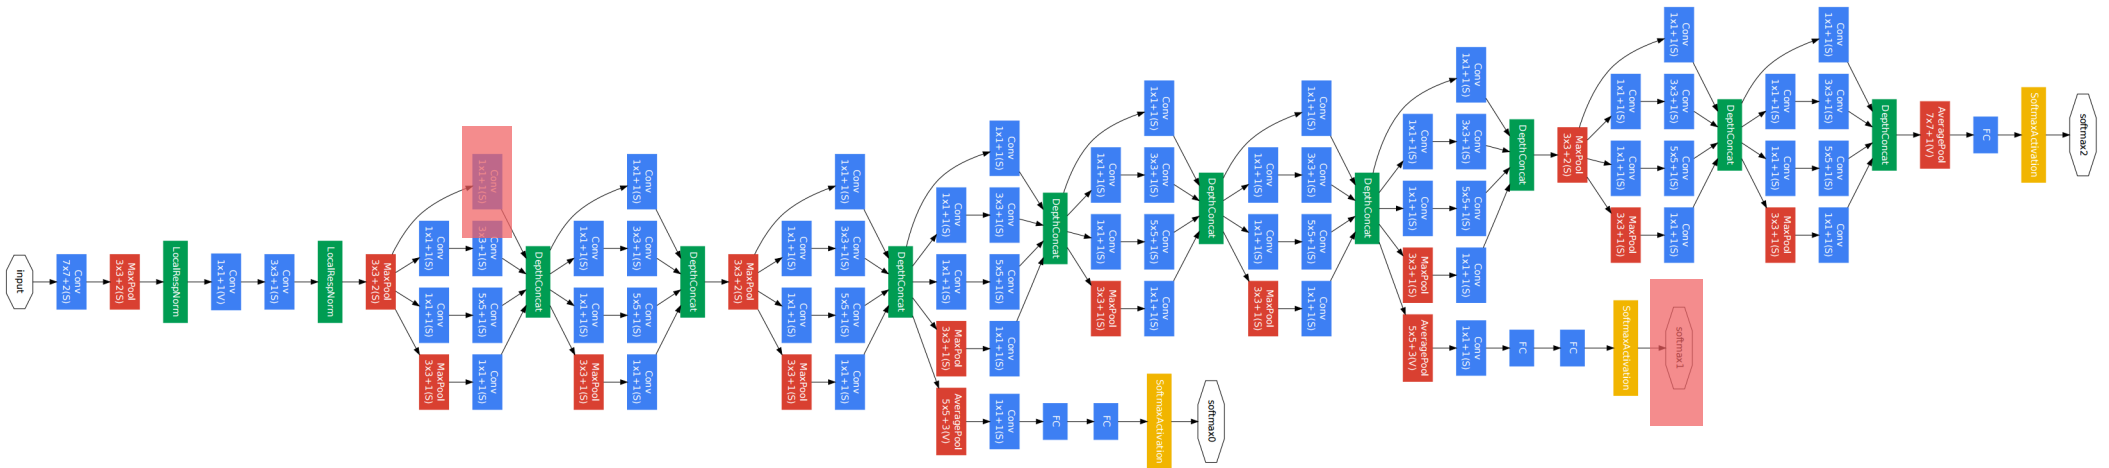 input
Conv
7x7+2(S)
MaxPool
3x3+2(S)
LocalRespNorm
Conv
1x1+1(V)
Conv
3x3+1(S)
LocalRespNorm
MaxPool
3x3+2(S)
Conv
1x1+1(S)
Conv
1x1+1(S)
MaxPool
3x3+1(S)
Conv
1x1+1(S)
Conv
3x3+1(S)
Conv
5x5+1(S)
Conv
1x1+1(S)
DepthConcat
Conv
1x1+1(S)
Conv
1x1+1(S)
MaxPool
3x3+1(S)
Conv
1x1+1(S)
Conv
3x3+1(S)
Conv
5x5+1(S)
Conv
1x1+1(S)
DepthConcat
MaxPool
3x3+2(S)
Conv
1x1+1(S)
Conv
1x1+1(S)
MaxPool
3x3+1(S)
Conv
1x1+1(S)
Conv
3x3+1(S)
Conv
5x5+1(S)
Conv
1x1+1(S)
DepthConcat
Conv
1x1+1(S)
Conv
1x1+1(S)
MaxPool
3x3+1(S)
AveragePool
5x5+3(V)
Conv
1x1+1(S)
Conv
3x3+1(S)
Conv
5x5+1(S)
Conv
1x1+1(S)
Conv
1x1+1(S)
DepthConcat
FC
FC
SoftmaxActivation
softmax0
Conv
1x1+1(S)
Conv
1x1+1(S)
MaxPool
3x3+1(S)
Conv
1x1+1(S)
Conv
3x3+1(S)
Conv
5x5+1(S)
Conv
1x1+1(S)
DepthConcat
Conv
1x1+1(S)
Conv
1x1+1(S)
MaxPool
3x3+1(S)
Conv
1x1+1(S)
Conv
3x3+1(S)
Conv
5x5+1(S)
Conv
1x1+1(S)
DepthConcat
Conv
1x1+1(S)
Conv
1x1+1(S)
MaxPool
3x3+1(S)
AveragePool
5x5+3(V)
Conv
1x1+1(S)
Conv
3x3+1(S)
Conv
5x5+1(S)
Conv
1x1+1(S)
Conv
1x1+1(S)
DepthConcat
FC
FC
SoftmaxActivation
softmax1
MaxPool
3x3+2(S)
Conv
1x1+1(S)
Conv
1x1+1(S)
MaxPool
3x3+1(S)
Conv
1x1+1(S)
Conv
3x3+1(S)
Conv
5x5+1(S)
Conv
1x1+1(S)
DepthConcat
Conv
1x1+1(S)
Conv
1x1+1(S)
MaxPool
3x3+1(S)
Conv
1x1+1(S)
Conv
3x3+1(S)
Conv
5x5+1(S)
Conv
1x1+1(S)
DepthConcat
AveragePool
7x7+1(V)
FC
SoftmaxActivation
softmax2